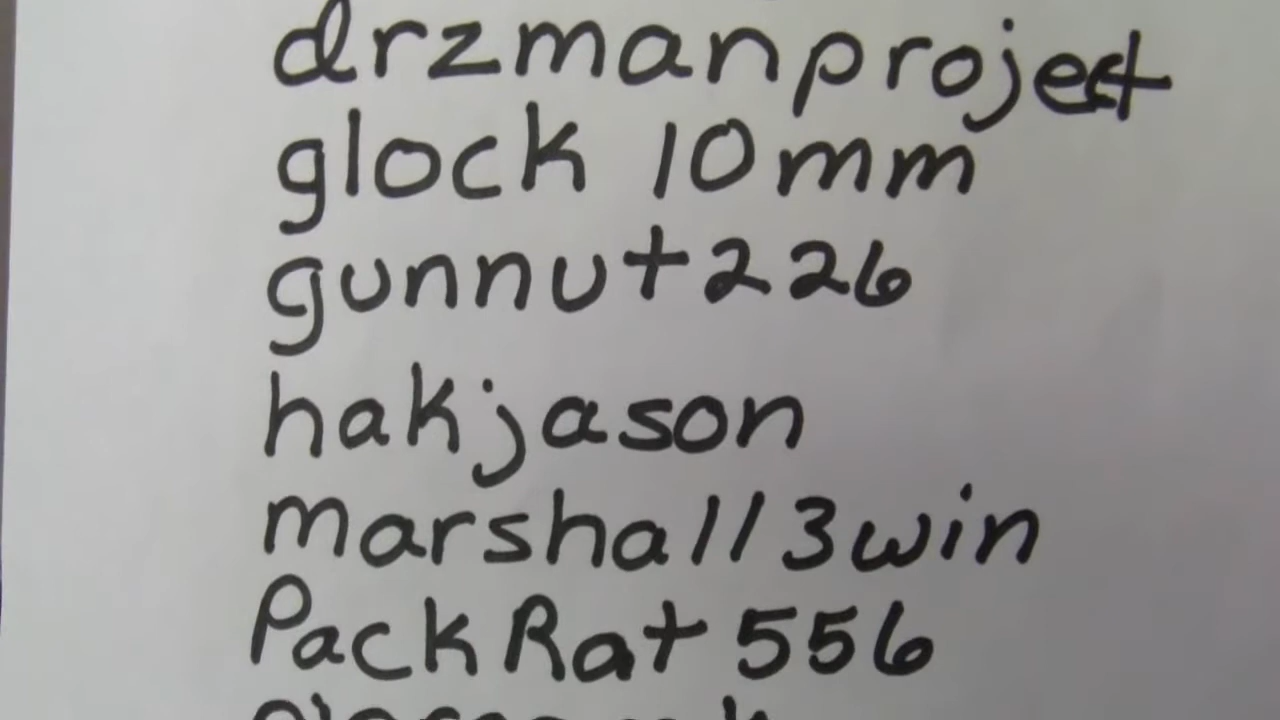 drzmanproject
glock 10mm
gunnut226
hakjason
marshall3win
PackRat556